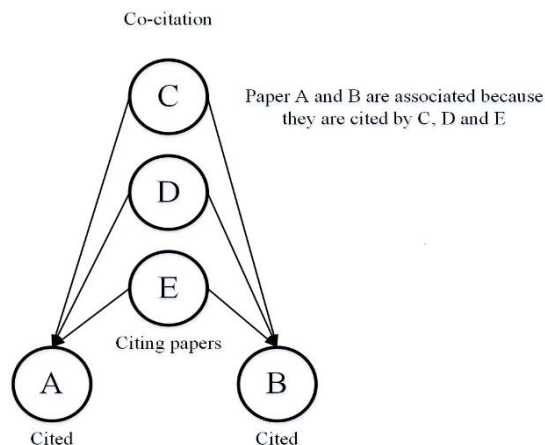 Co-citation
C
Paper A and B are associated because
they are cited by C, D and E
D
E
Citing papers
A
B
Cited
Cited